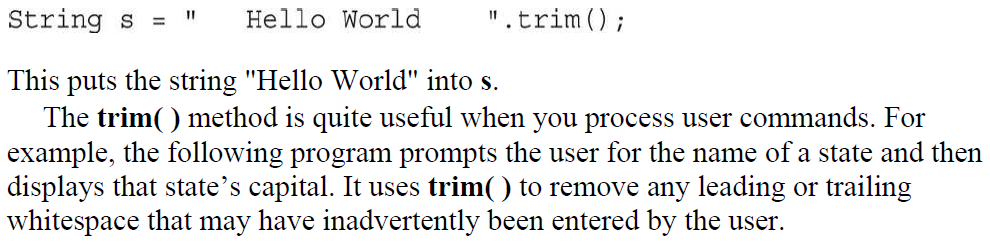 String s = "   Hello World    ".trim();
This puts the string "Hello World" into s.
The trim( ) method is quite useful when you process user commands. For
example, the following program prompts the user for the name of a state and then
displays that state’s capital. It uses trim( ) to remove any leading or trailing
whitespace that may have inadvertently been entered by the user.